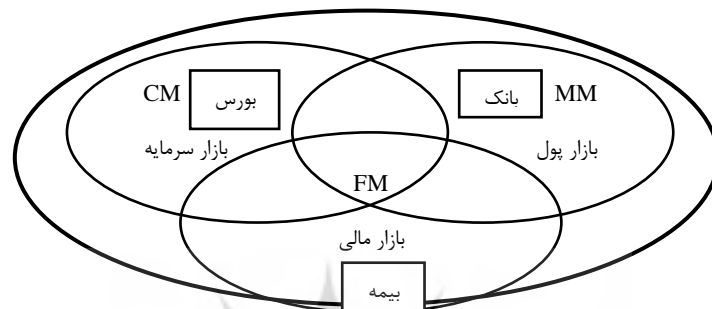 CM
بورس
بانک
MM
بازار سرمایه
بازار پول
FM
بازار مالی
بیمه